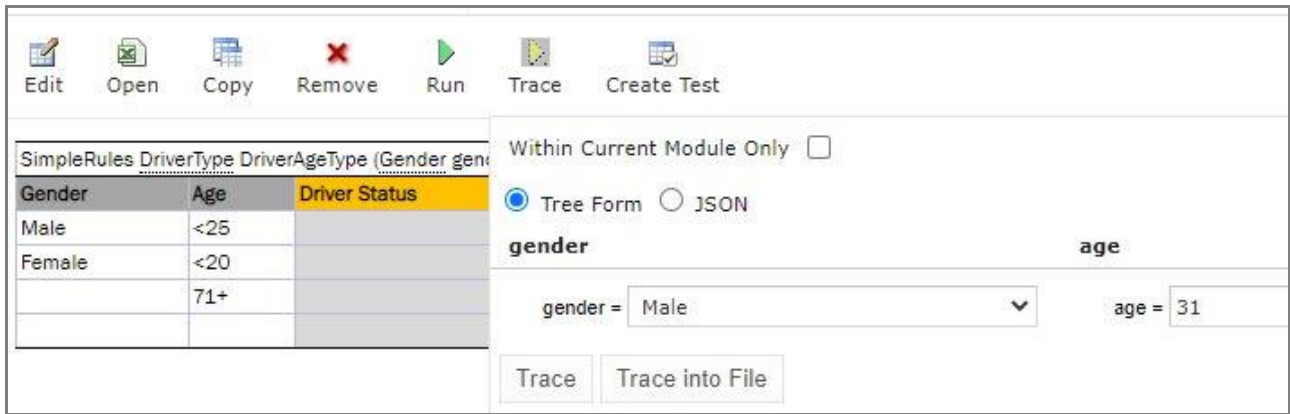 Edit Open Copy Remove Run Trace Create Test
SimpleRules DriverType DriverAgeType (Gender
Gender Age Driver Status
Male <25
Female <20
71+
Within Current Module Only
Tree Form JSON
gender age
gender = Male age = 31
Trace Trace into File